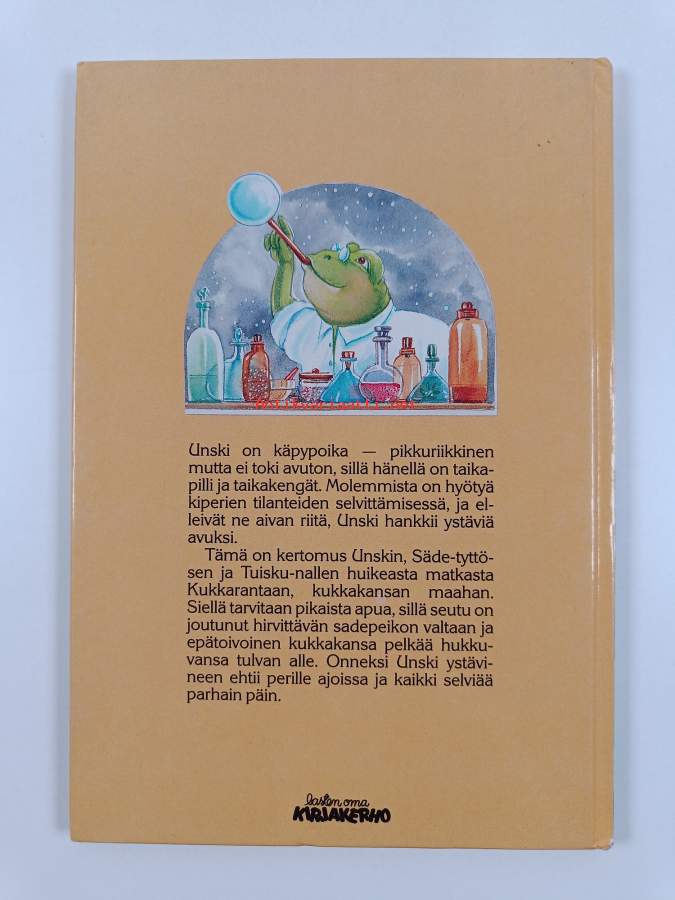 Unski on käpypoika — pikkuriikkinen
mutta ei toki avuton, sillä hänellä on taika-
pilli ja taikakengät. Molemmista on hyötyä
kiperien tilanteiden selvittämisessä, ja el-
leivät ne aivan riitä, Unski hankkii ystäviä
avuksi.
Tämä on kertomus Unskin, Säde-tyttö-
sen ja Tuisku-nallen huikeasta matkasta
Kukkarantaan, kukkakansan maahan.
Siellä tarvitaan pikaista apua, sillä seutu on
joutunut hirvittävän sadepeikon valtaan ja
epätoivoinen kukkakansa pelkää hukku-
vansa tulvan alle. Onneksi Unski ystävi-
neen ehtii perille ajoissa ja kaikki selviää
parhain päin.
lasten oma
KIRJAKERHO